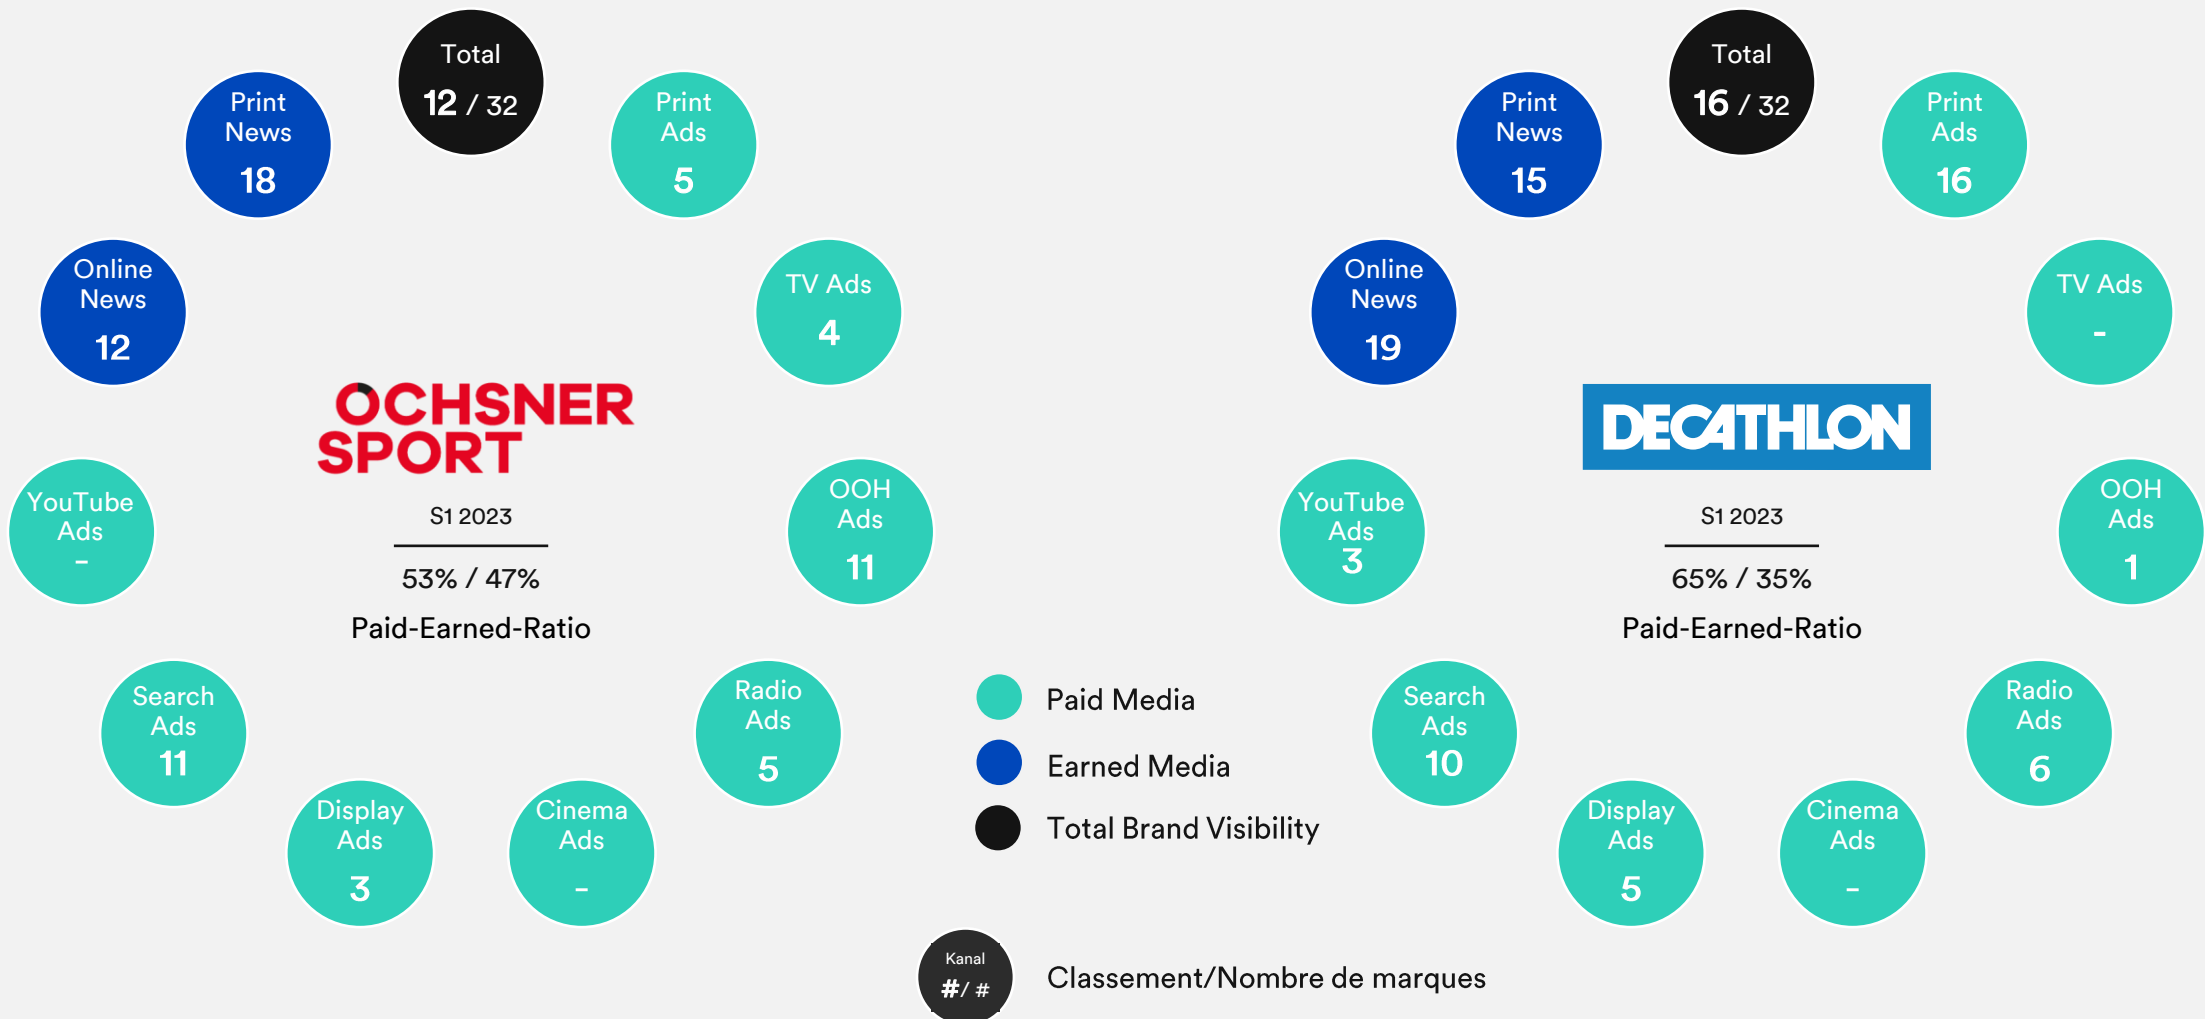 Total
12 / 32
Print
News
18
Print
Ads
5
Online
News
12
TV Ads
4
OCHSNER
SPORT
S1 2023
53% / 47%
Paid-Earned-Ratio
YouTube
Ads
-
OOH
Ads
11
Search
Ads
11
Radio
Ads
5
Display
Ads
3
Cinema
Ads
-
Total
16 / 32
Print
News
15
Print
Ads
16
Online
News
19
TV Ads
-
DECATHLON
S1 2023
65% / 35%
Paid-Earned-Ratio
YouTube
Ads
3
OOH
Ads
1
Search
Ads
10
Radio
Ads
6
Display
Ads
5
Cinema
Ads
-
Paid Media
Earned Media
Total Brand Visibility
Kanal
#/ #
Classement/Nombre de marques